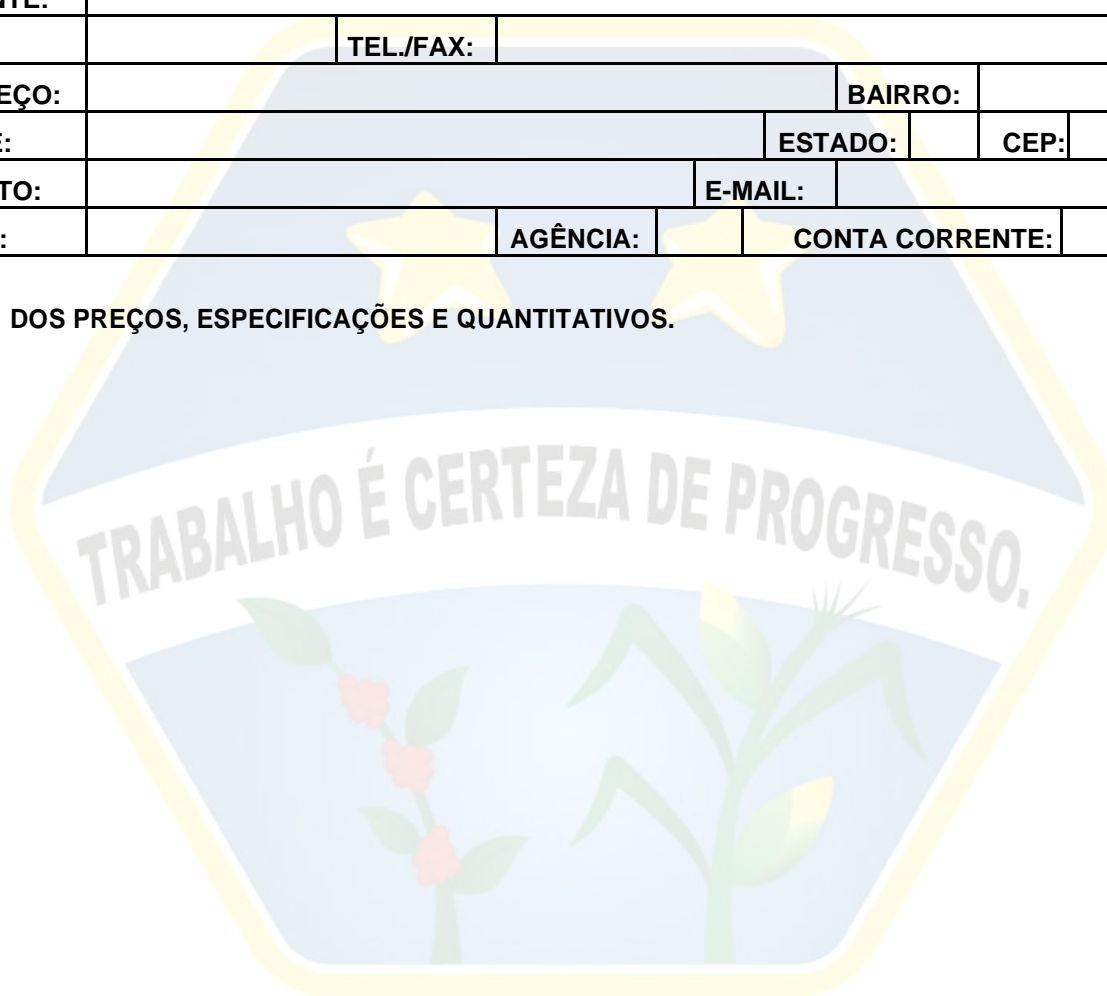 NTE:
TEL./FAX:
EÇO: BAIRRO:
E: ESTADO: CEP:
TO: E-MAIL:
: AGÊNCIA: CONTA CORRENTE:
DOS PREÇOS, ESPECIFICAÇÕES E QUANTITATIVOS.
TRABALHO É CERTEZA DE PROGRESSO.